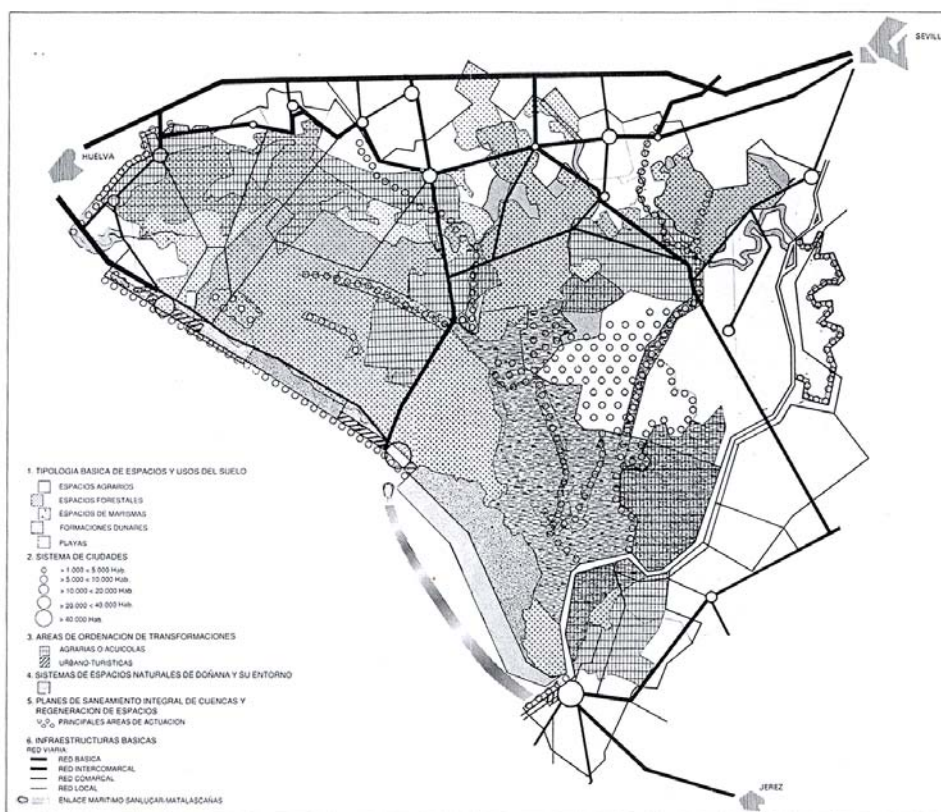 SEVILL
HUELVA
1. TIPOLOGIA BASICA DE ESPACIOS Y USOS DEL SUELO
ESPACIOS AGRARIOS
ESPACIOS FORESTALES
ESPACIOS DE MARISMAS
FORMACIONES DUNARES
PLAYAS
2. SISTEMA DE CIUDADES
> 1.000 < 5.000 Hab.
> 5.000 < 10.000 Hab.
> 10.000 < 20.000 Hab.
> 20.000 < 40.000 Hab.
> 40.000 Hab.
3. AREAS DE ORDENACION DE TRANSFORMACIONES
AGRARIAS O ACUICOLAS
URBANO-TURISTICAS
4. SISTEMAS DE ESPACIOS NATURALES DE DOÑANA Y SU ENTORNO
5. PLANES DE SANEAMIENTO INTEGRAL DE CUENCAS Y
REGENERACION DE ESPACIOS
PRINCIPALES AREAS DE ACTUACION
6. INFRAESTRUCTURAS BASICAS
RED VIARIA:
RED BASICA
RED INTERCOMARCAL
RED COMARCAL
RED LOCAL
ENLACE MARITIMO SANLUCAR-MATALASCAÑAS
JEREZ